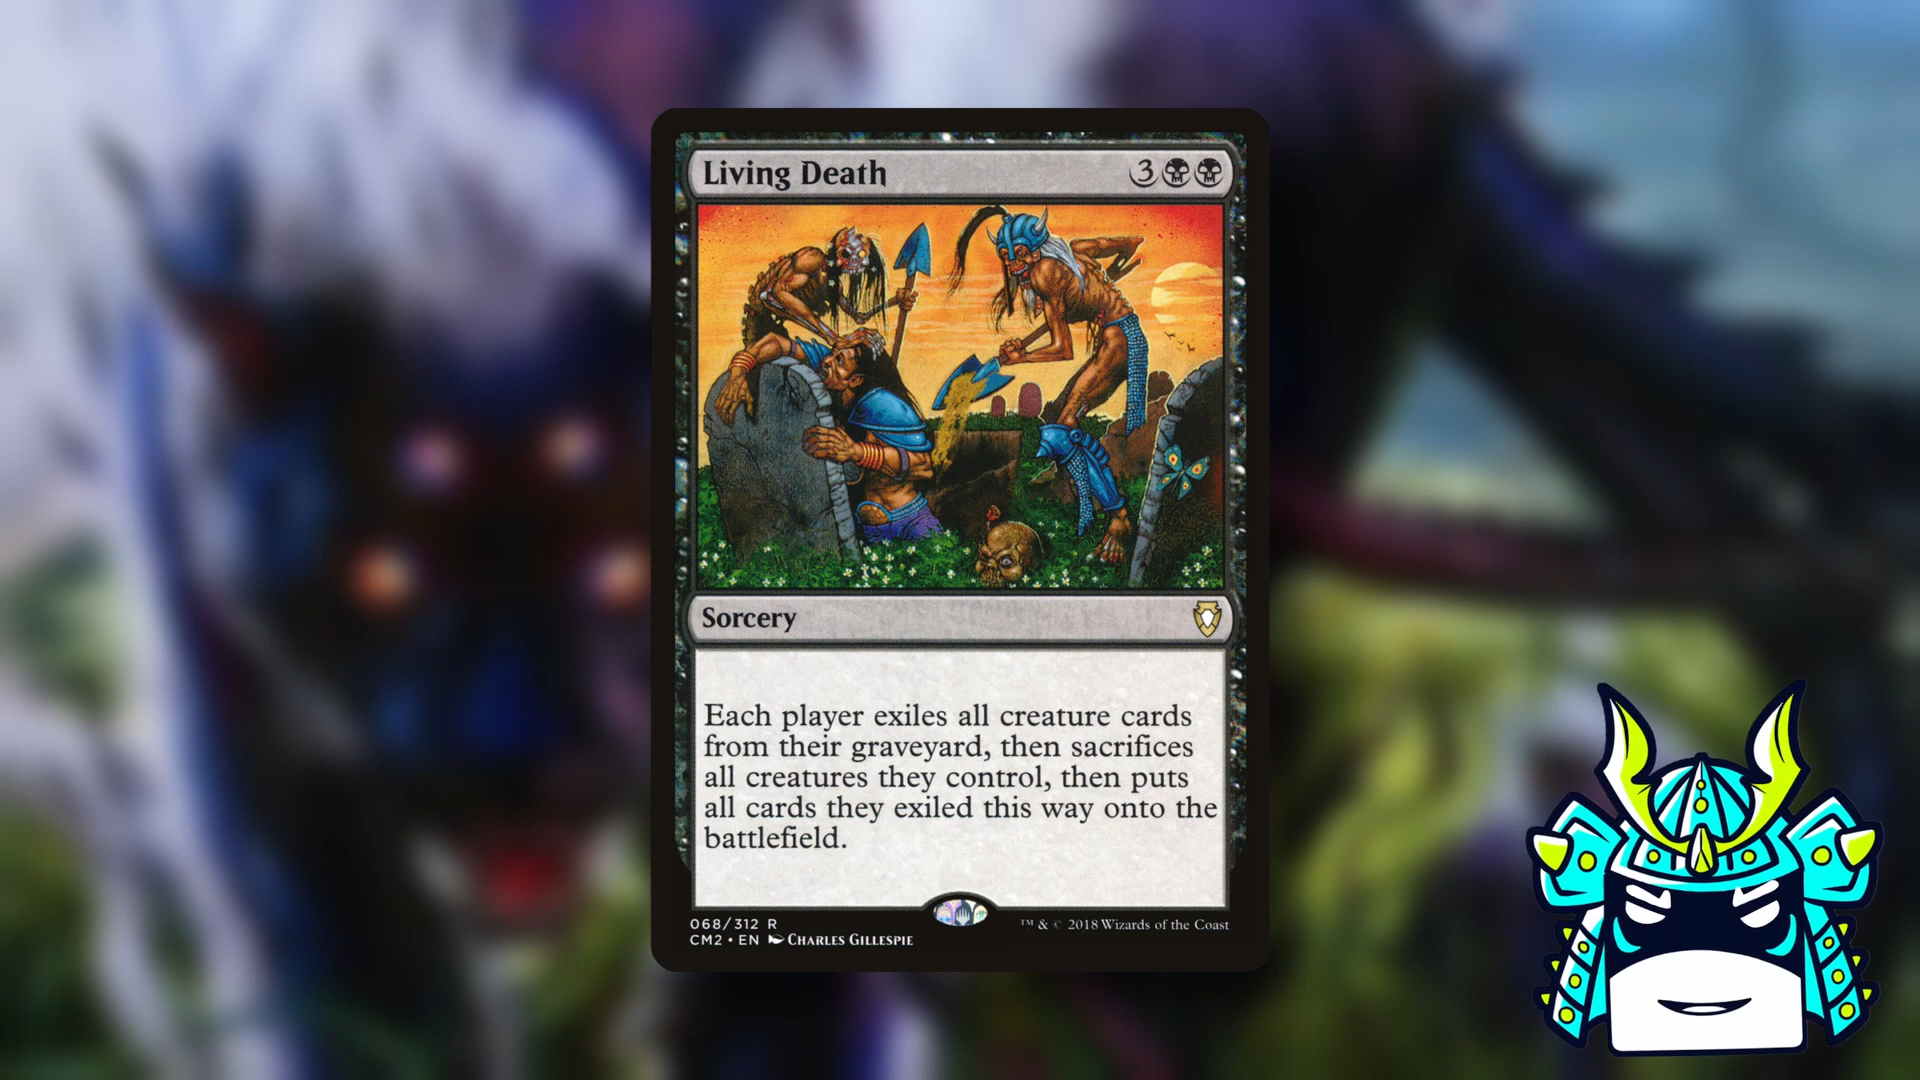 Living Death 3
Sorcery
Each player exiles all creature cards
from their graveyard, then sacrifices
all creatures they control, then puts
all cards they exiled this way onto the
battlefield.
068/312 R
CM2 • EN Charles Gillespie
™ & © 2018 Wizards of the Coast